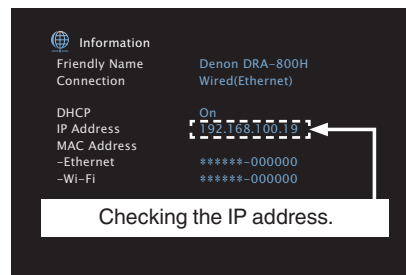 Information
Friendly Name Denon DRA-800H
Connection Wired(Ethernet)
DHCP On
IP Address 192.168.100.19
MAC Address
-Ethernet ******-000000
-Wi-Fi ******-000000
Checking the IP address.